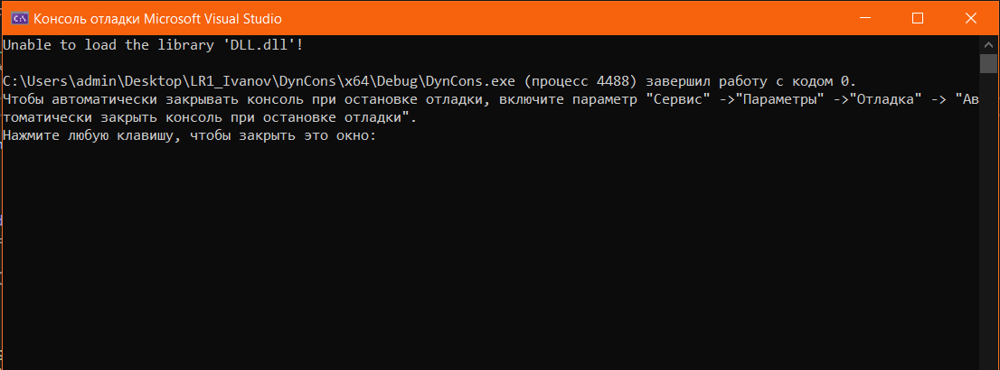 Консоль отладки Microsoft Visual Studio
Unable to load the library 'DLL.dll'!
C:\Users\admin\Desktop\LR1_Ivanov\DynCons\x64\Debug\DynCons.exe (процесс 4488) завершил работу с кодом 0.
Чтобы автоматически закрывать консоль при остановке отладки, включите параметр "Сервис" ->"Параметры" ->"Отладка" -> "Ав
томатически закрыть консоль при остановке отладки".
Нажмите любую клавишу, чтобы закрыть это окно: